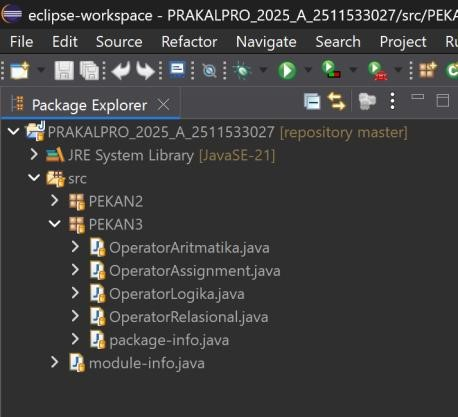 eclipse-workspace - PRAKALPRO_2025_A_2511533027/src/PEKA
File Edit Source Refactor Navigate Search Project Ru
Package Explorer
PRAKALPRO_2025_A_2511533027 [repository master]
JRE System Library [JavaSE-21]
src
PEKAN2
PEKAN3
OperatorAritmatika.java
OperatorAssignment.java
OperatorLogika.java
OperatorRelasional.java
package-info.java
module-info.java